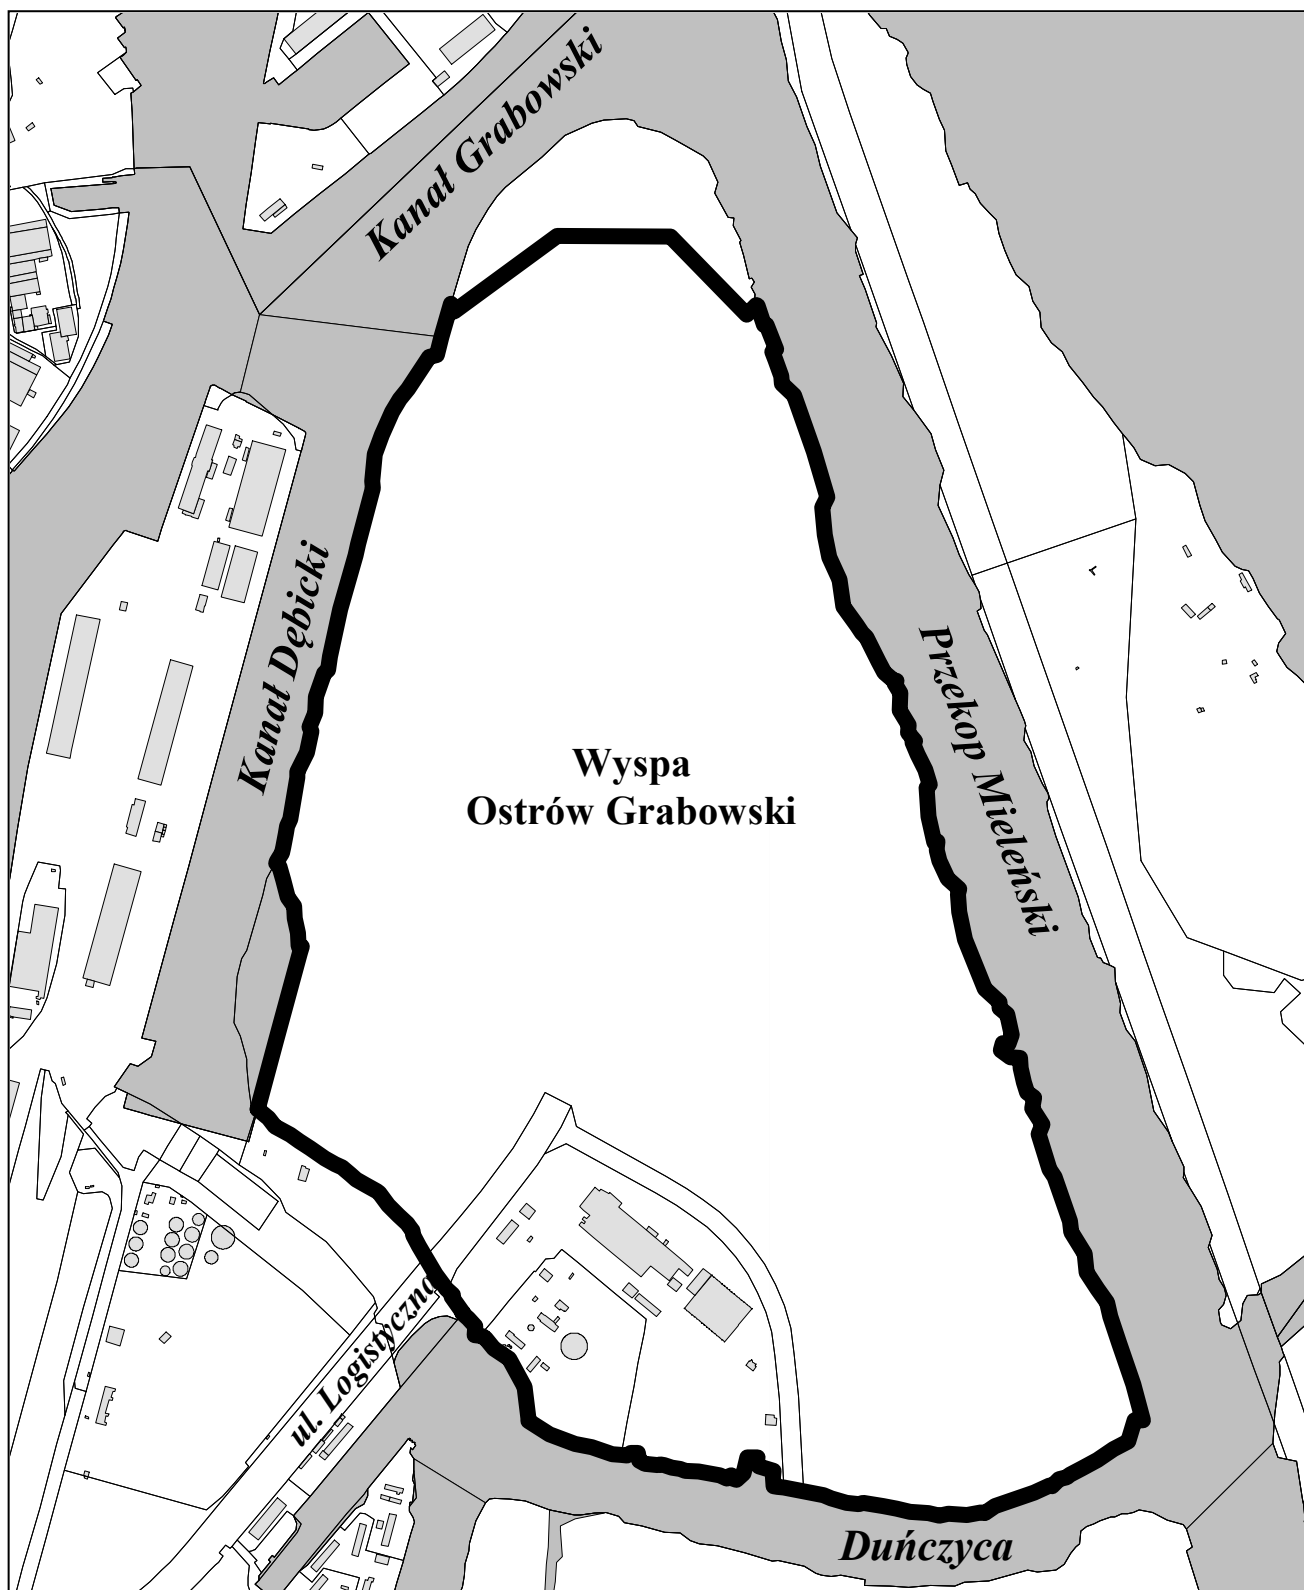 Kanał Grabowski
Kanał Dębicki
Przekop Mieleński
Wyspa
Ostrów Grabowski
ul. Logistyczna
Duńczyca